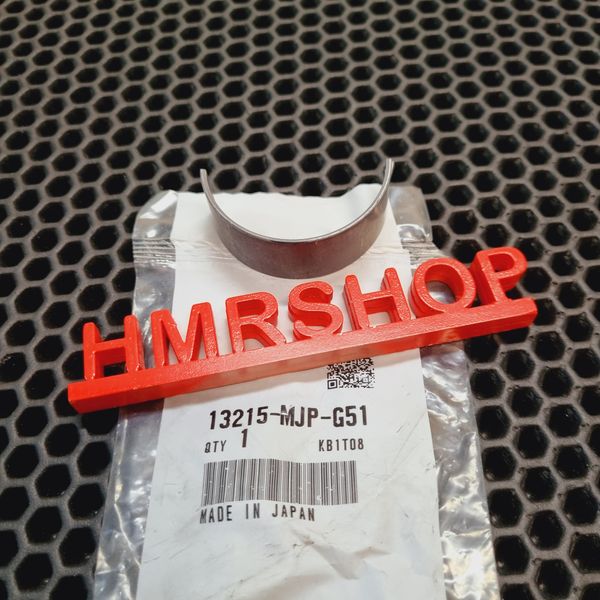 HMRSHOP
13215-MJP-G51
QTY 1 KB1T08
MADE IN JAPAN